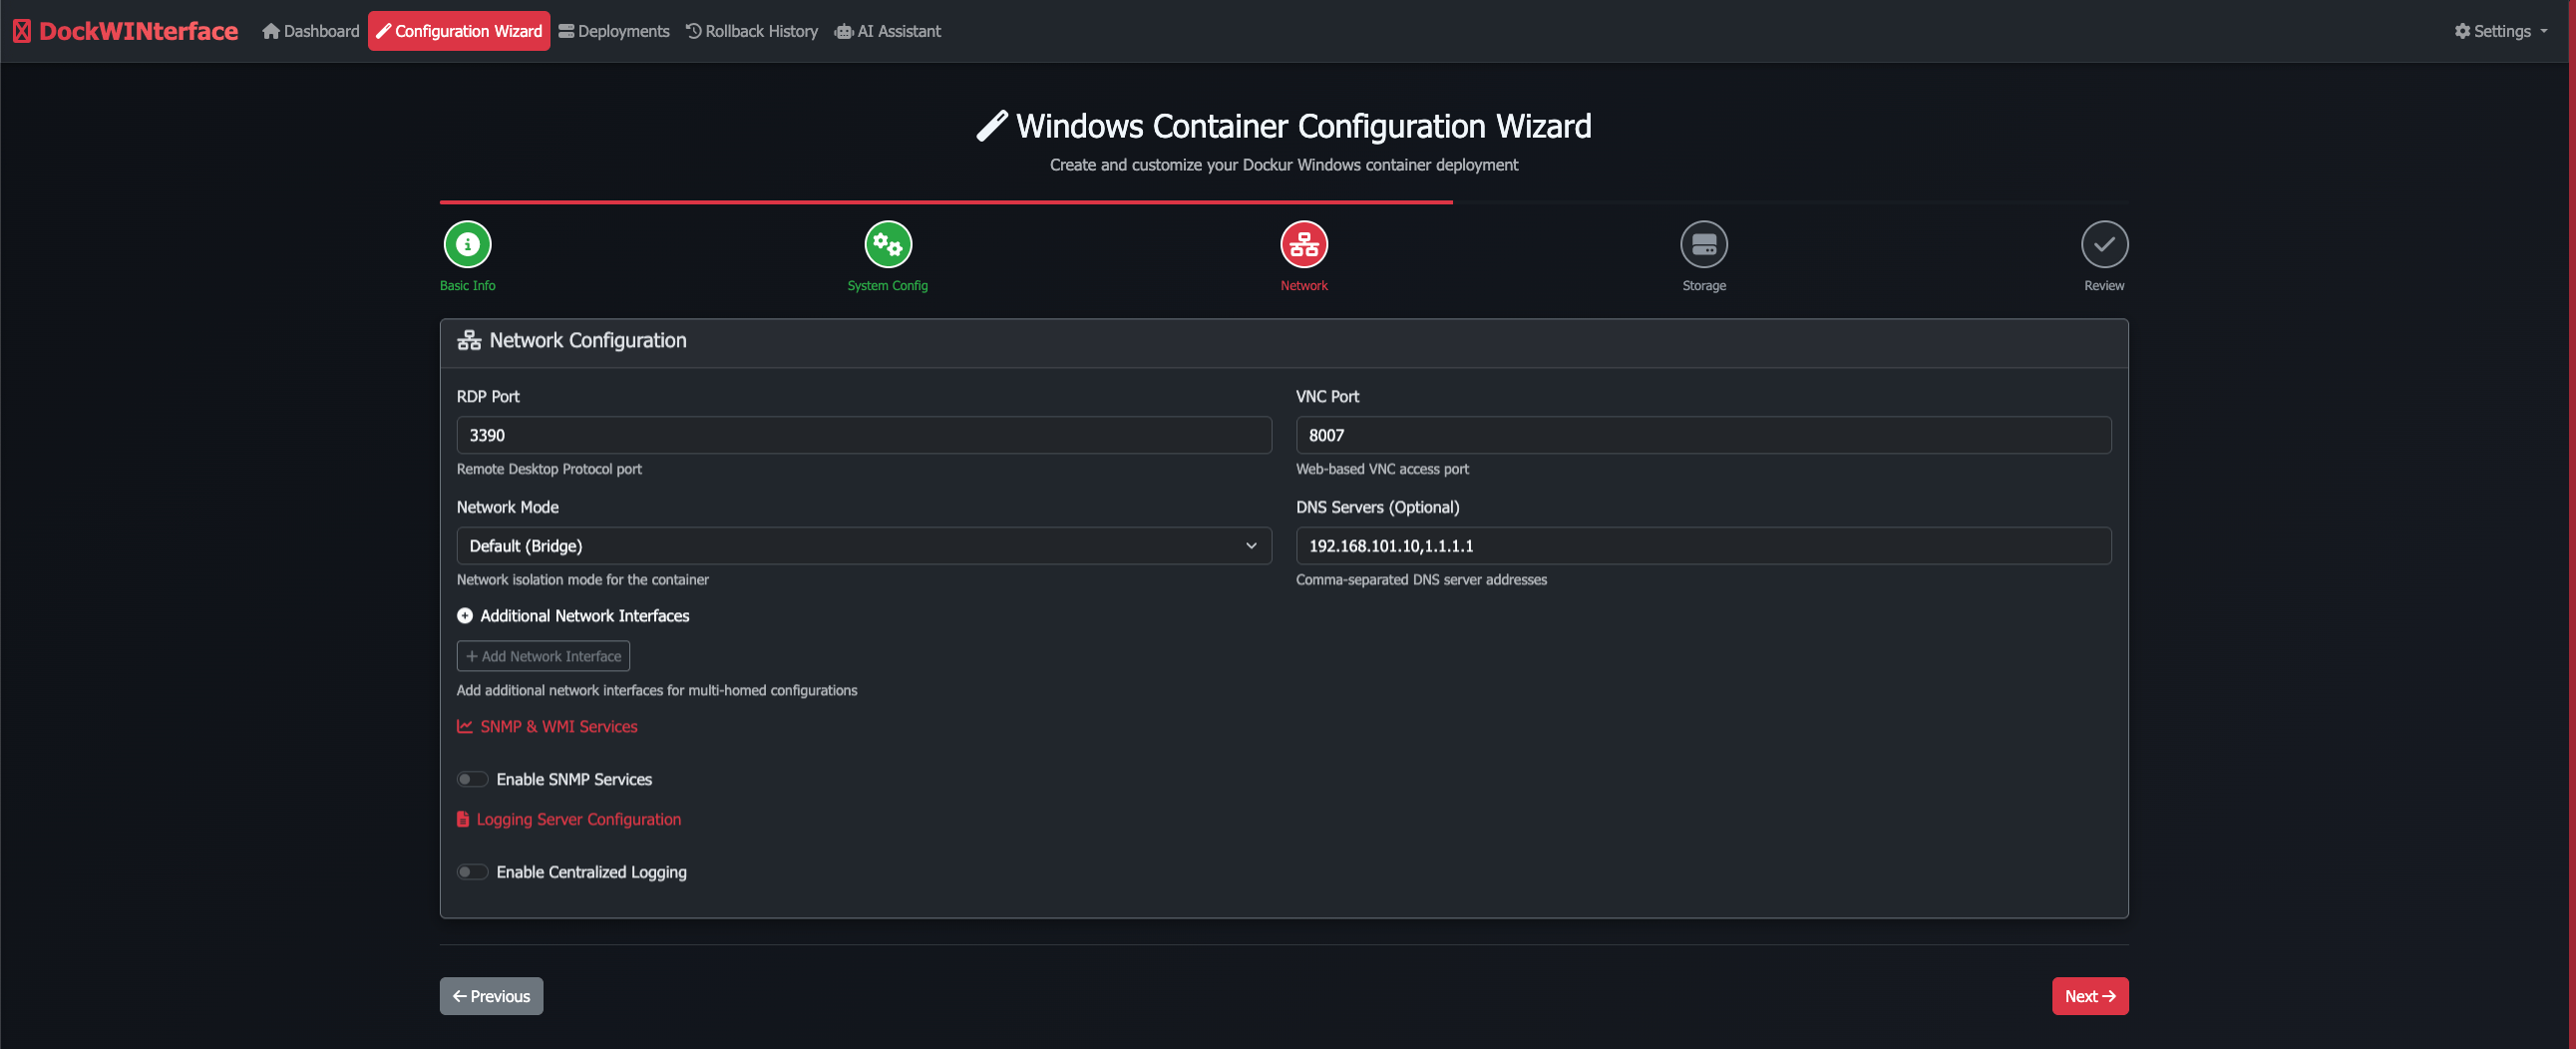 DockWINterface Dashboard Configuration Wizard Deployments Rollback History AI Assistant Settings
Windows Container Configuration Wizard
Create and customize your Dockur Windows container deployment
Basic Info System Config Network Storage Review
Network Configuration
RDP Port
3390
Remote Desktop Protocol port
VNC Port
8007
Web-based VNC access port
Network Mode
Default (Bridge)
Network isolation mode for the container
DNS Servers (Optional)
192.168.101.10,1.1.1.1
Comma-separated DNS server addresses
Additional Network Interfaces
+ Add Network Interface
Add additional network interfaces for multi-homed configurations
SNMP & WMI Services
Enable SNMP Services
Logging Server Configuration
Enable Centralized Logging
← Previous
Next →